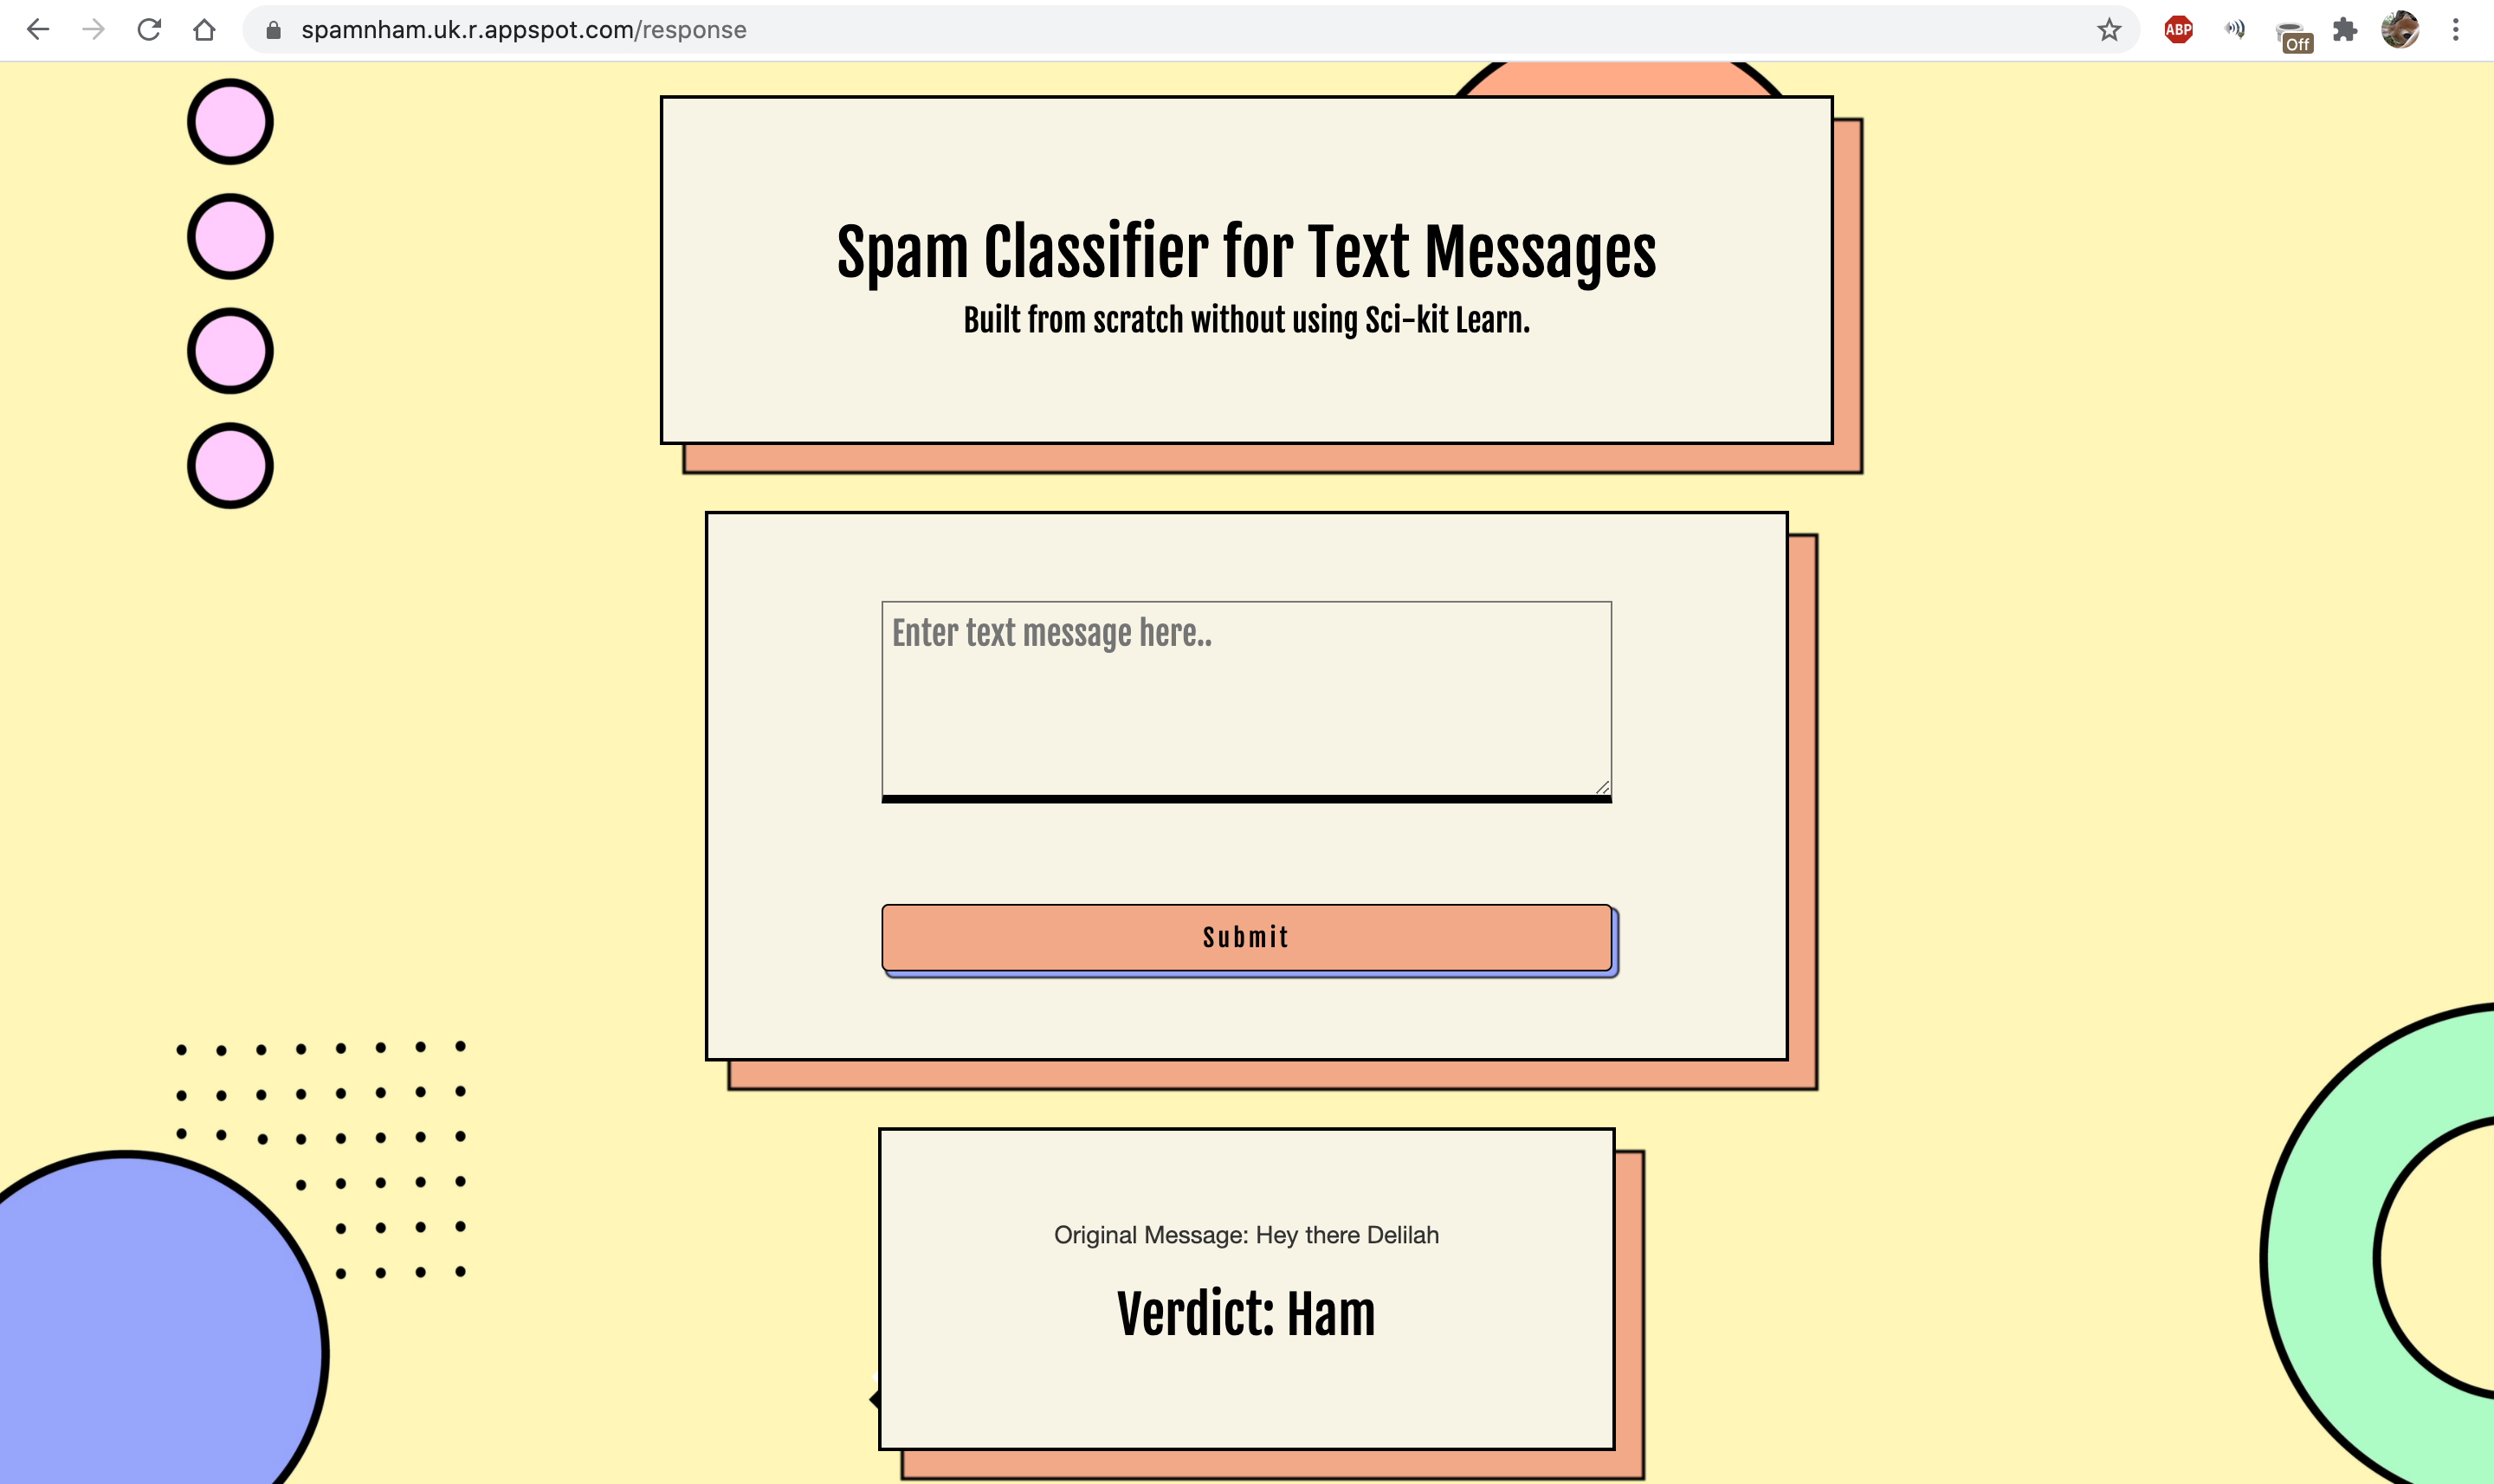 spamnham.uk.r.appspot.com/response
ABP
Off
Spam Classifier for Text Messages
Built from scratch without using Sci-kit Learn.
Enter text message here..
Submit
Original Message: Hey there Delilah
Verdict: Ham